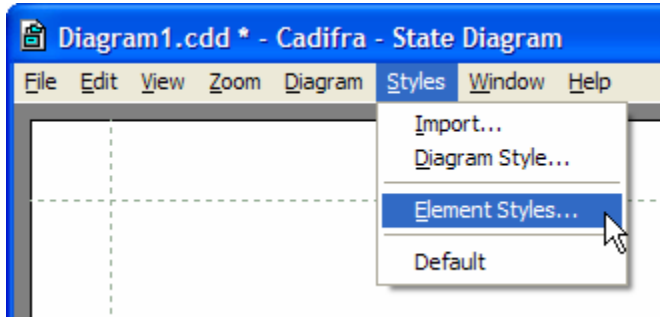 Diagram1.cdd * - Cadifra - State Diagram
File Edit View Zoom Diagram Styles Window Help
Import...
Diagram Style...
Element Styles...
Default